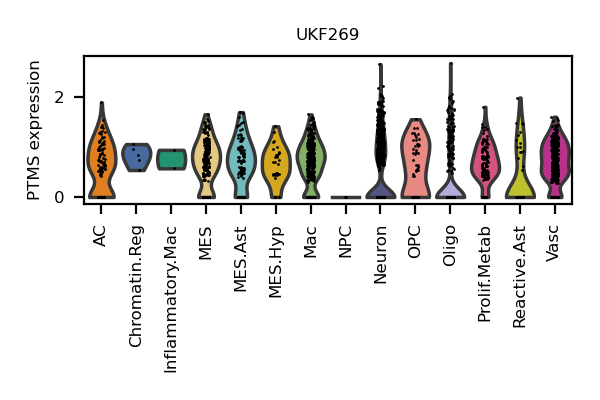 UKF269
PTMS expression
2
0
AC
Chromatin.Reg
Inflammatory.Mac
MES
MES.Ast
MES.Hyp
Mac
NPC
Neuron
OPC
Oligo
Prolif.Metab
Reactive.Ast
Vasc